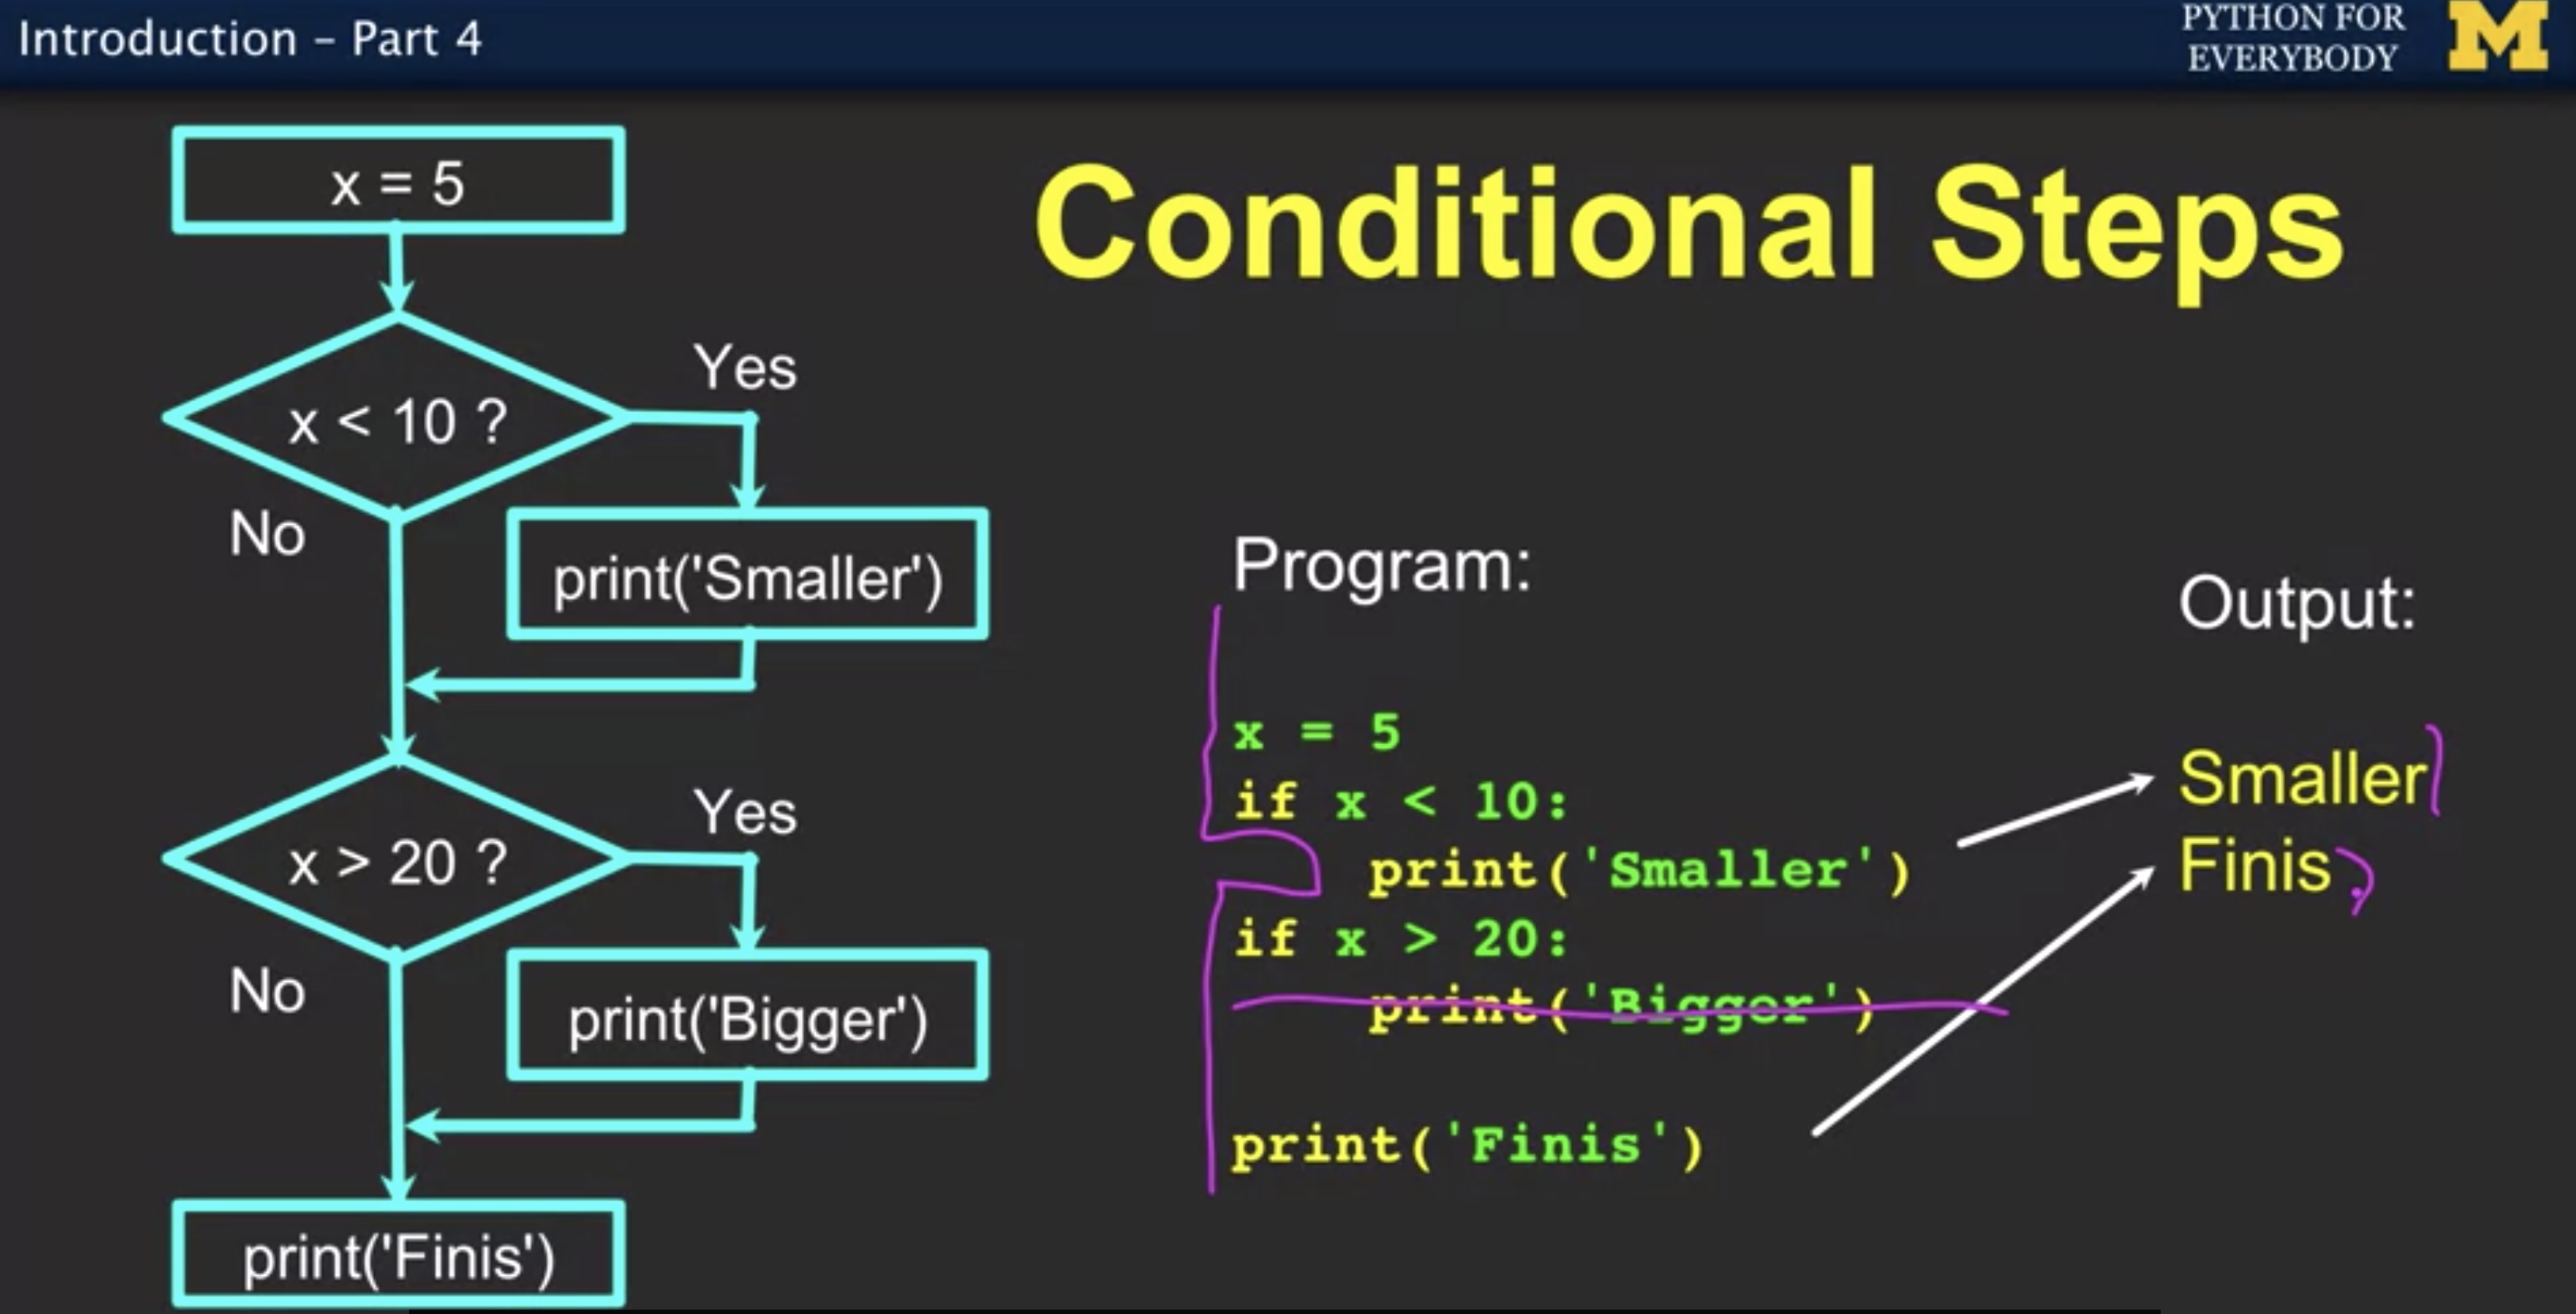 Introduction – Part 4
PYTHON FOR
EVERYBODY
M
Conditional Steps
x = 5
x < 10 ?
Yes
No
print('Smaller')
x > 20 ?
Yes
No
print('Bigger')
print('Finis')
Program:
x = 5
if x < 10:
    print('Smaller')
if x > 20:
    print('Bigger')
print('Finis')
Output:
Smaller
Finis